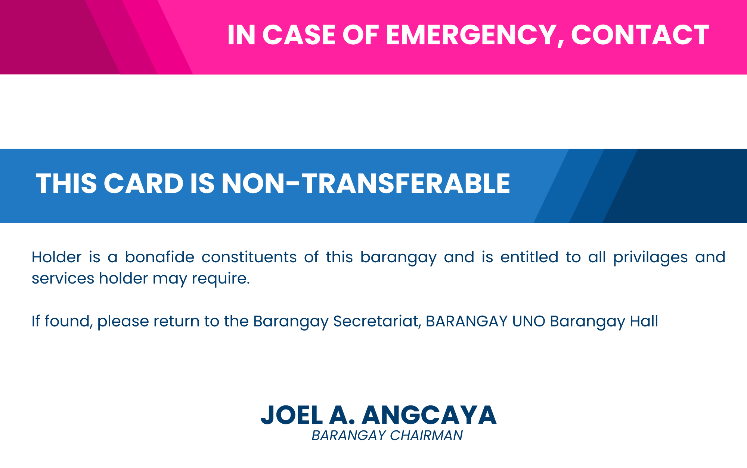 IN CASE OF EMERGENCY, CONTACT
THIS CARD IS NON-TRANSFERABLE
Holder is a bonafide constituents of this barangay and is entitled to all privilages and
services holder may require.
If found, please return to the Barangay Secretariat, BARANGAY UNO Barangay Hall
JOEL A. ANGCAYA
BARANGAY CHAIRMAN